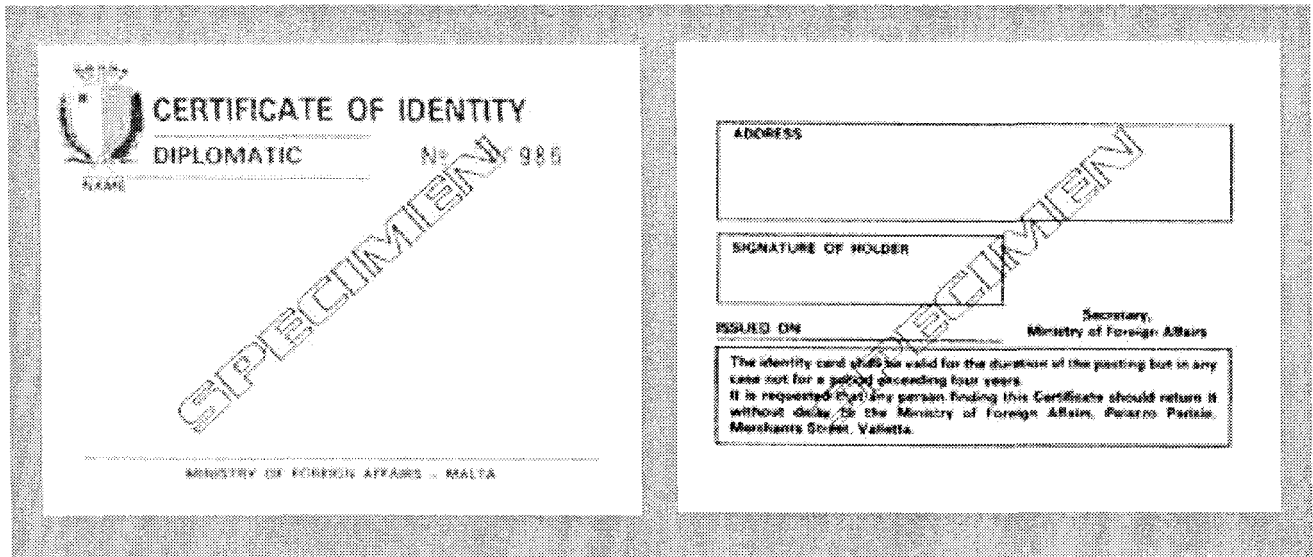 CERTIFICATE OF IDENTITY
DIPLOMATIC
Nº 986
NAME
SPECIMEN
MINISTRY OF FOREIGN AFFAIRS – MALTA
ADDRESS
SIGNATURE OF HOLDER
SPECIMEN
ISSUED ON
Secretary,
Ministry of Foreign Affairs
The identity card shall be valid for the duration of the posting but in any
case not for a period exceeding four years.
It is requested that any person finding this Certificate should return it
without delay to the Ministry of Foreign Affairs, Palazzo Parisio,
Merchants Street, Valletta.